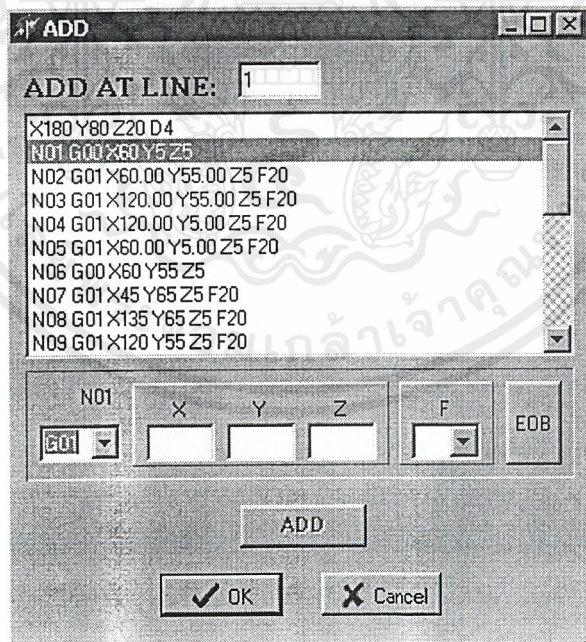 ADD
ADD AT LINE: 1
X180 Y80 Z20 D4
N01 G00 X60 Y5 Z5
N02 G01 X60.00 Y55.00 Z5 F20
N03 G01 X120.00 Y55.00 Z5 F20
N04 G01 X120.00 Y5.00 Z5 F20
N05 G01 X60.00 Y5.00 Z5 F20
N06 G00 X60 Y55 Z5
N07 G01 X45 Y65 Z5 F20
N08 G01 X135 Y65 Z5 F20
N09 G01 X120 Y55 Z5 F20
N01 X Y Z F EOB
G01
ADD
OK Cancel